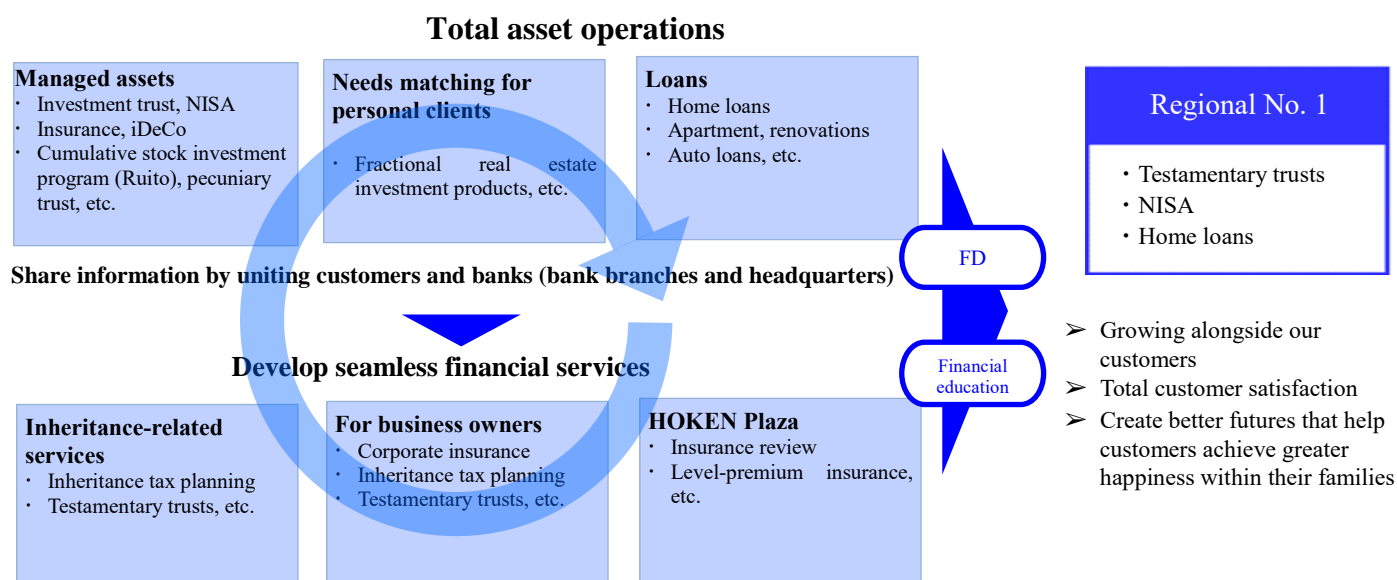 Total asset operations
Managed assets
・ Investment trust, NISA
・ Insurance, iDeCo
・ Cumulative stock investment
program (Ruito), pecuniary
trust, etc.
Needs matching for
personal clients
・ Fractional real estate
investment products, etc.
Loans
・ Home loans
・ Apartment, renovations
・ Auto loans, etc.
Share information by uniting customers and banks (bank branches and headquarters)
Develop seamless financial services
Inheritance-related
services
・ Inheritance tax planning
・ Testamentary trusts, etc.
For business owners
・ Corporate insurance
・ Inheritance tax planning
・ Testamentary trusts, etc.
HOKEN Plaza
・ Insurance review
・ Level-premium insurance,
etc.
FD
Financial
education
Regional No. 1
・Testamentary trusts
・NISA
・Home loans
➢ Growing alongside our
customers
➢ Total customer satisfaction
➢ Create better futures that help
customers achieve greater
happiness within their families